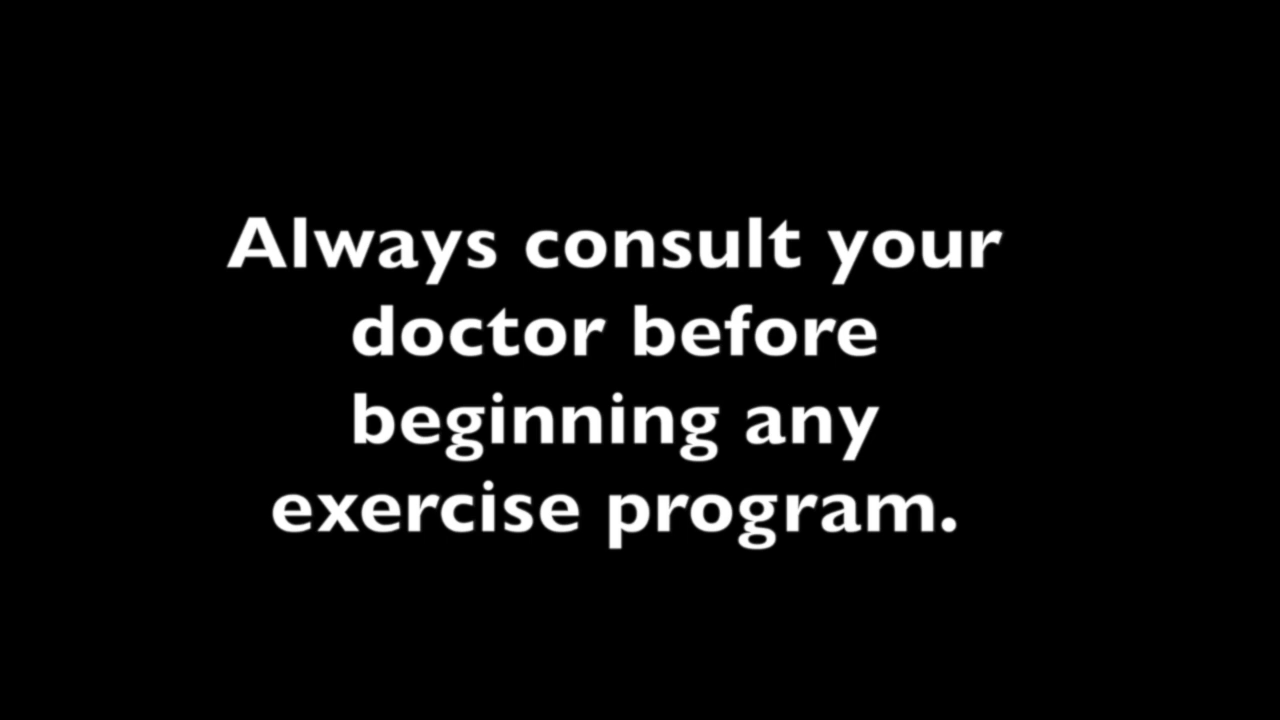 Always consult your
doctor before
beginning any
exercise program.